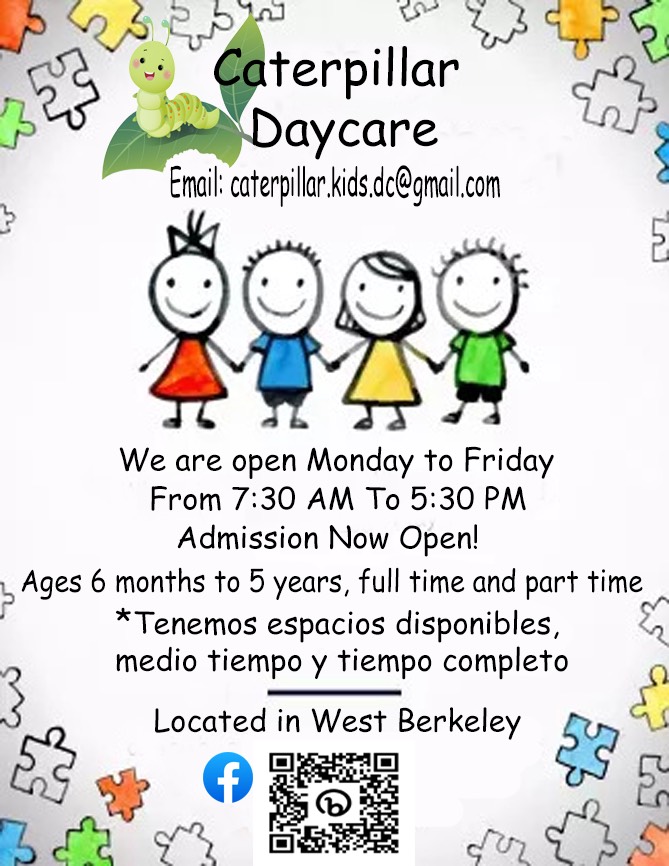 Caterpillar
Daycare
Email: caterpillar.kids.dc@gmail.com
We are open Monday to Friday
From 7:30 AM To 5:30 PM
Admission Now Open!
Ages 6 months to 5 years, full time and part time
*Tenemos espacios disponibles,
medio tiempo y tiempo completo
Located in West Berkeley